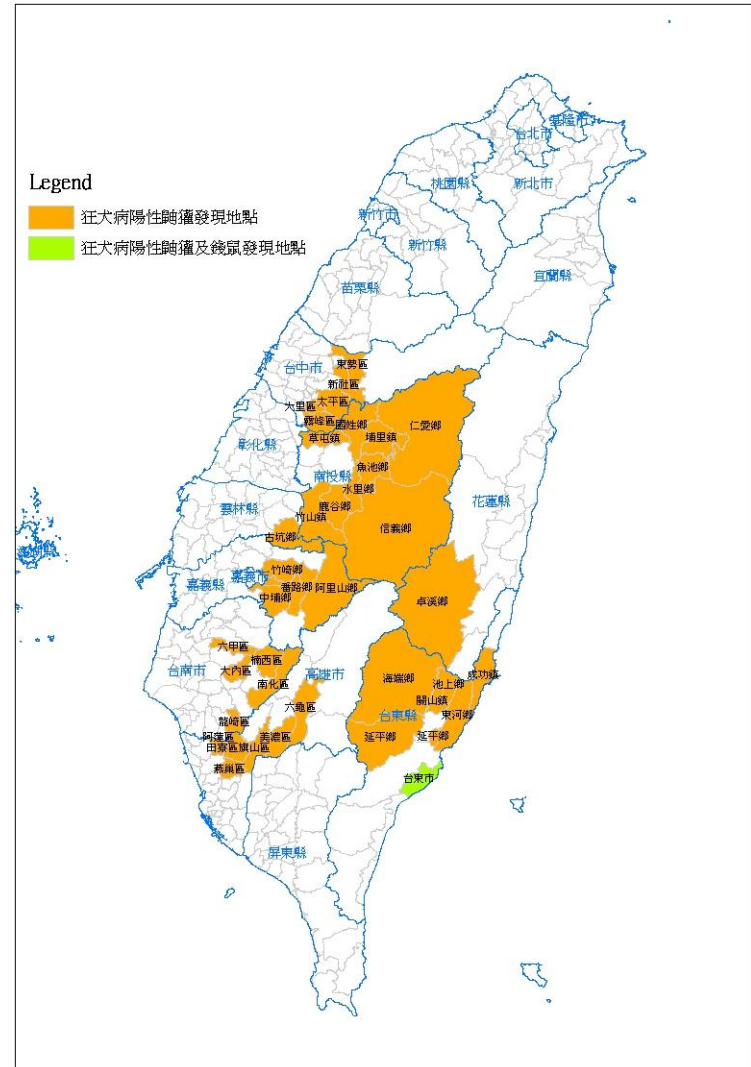 基隆市
台北市
桃園縣
新北市
Legend
狂犬病陽性鼬獾發現地點
新竹市
狂犬病陽性鼬獾及錢鼠發現地點
新竹縣
宜蘭縣
苗栗縣
台中市
東勢區
新社區
大里區
太平區
霧峰區
國姓鄉
仁愛鄉
草屯鎮
埔里鎮
彰化縣
魚池鄉
南投縣
水里鄉
花蓮縣
雲林縣
鹿谷鄉
竹山鎮
信義鄉
古坑鄉
竹崎鄉
嘉義市
嘉義縣
番路鄉
阿里山鄉
中埔鄉
卓溪鄉
六甲區
楠西區
台南市
大內區
高雄市
成功鎮
海端鄉
池上鄉
南化區
關山鎮
六龜區
台東縣
東河鄉
龍崎區
阿蓮區
美濃區
延平鄉
延平鄉
田寮區
旗山區
燕巢區
台東市
屏東縣